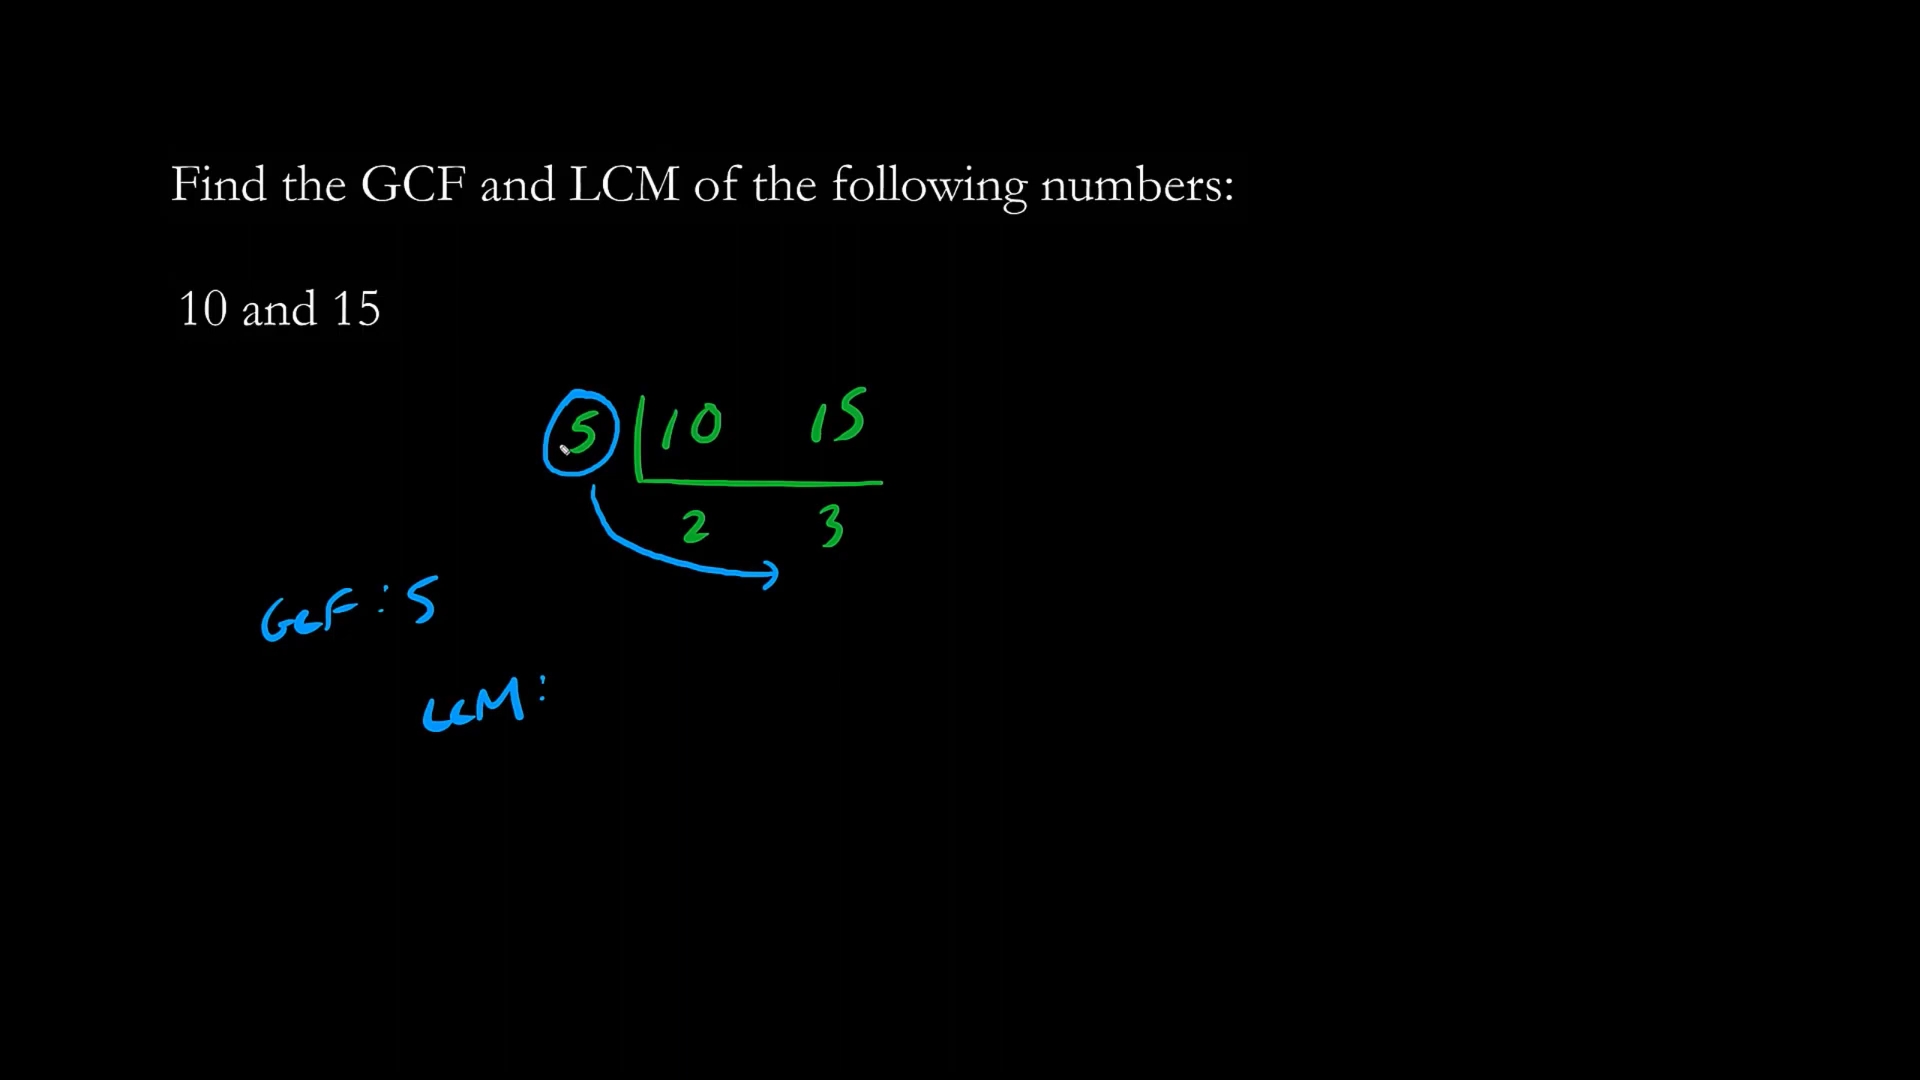 Find the GCF and LCM of the following numbers:
10 and 15
5 10 15
2 3
GCF: 5
LCM: